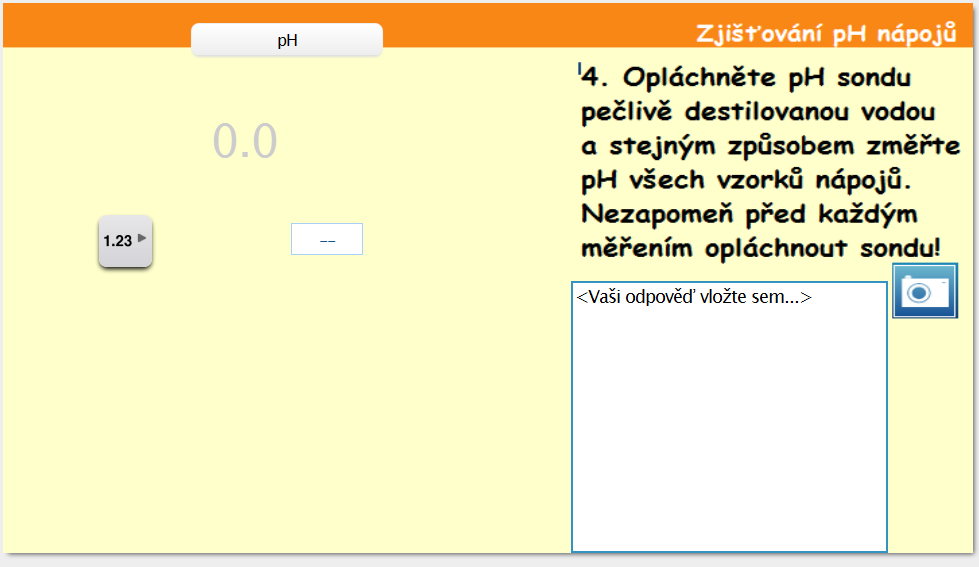 Zjišťování pH nápojů
pH
0.0
1.23
--
4. Opláchněte pH sondu
pečlivě destilovanou vodou
a stejným způsobem změřte
pH všech vzorků nápojů.
Nezapomeň před každým
měřením opláchnout sondu!
<Vaši odpověď vložte sem...>